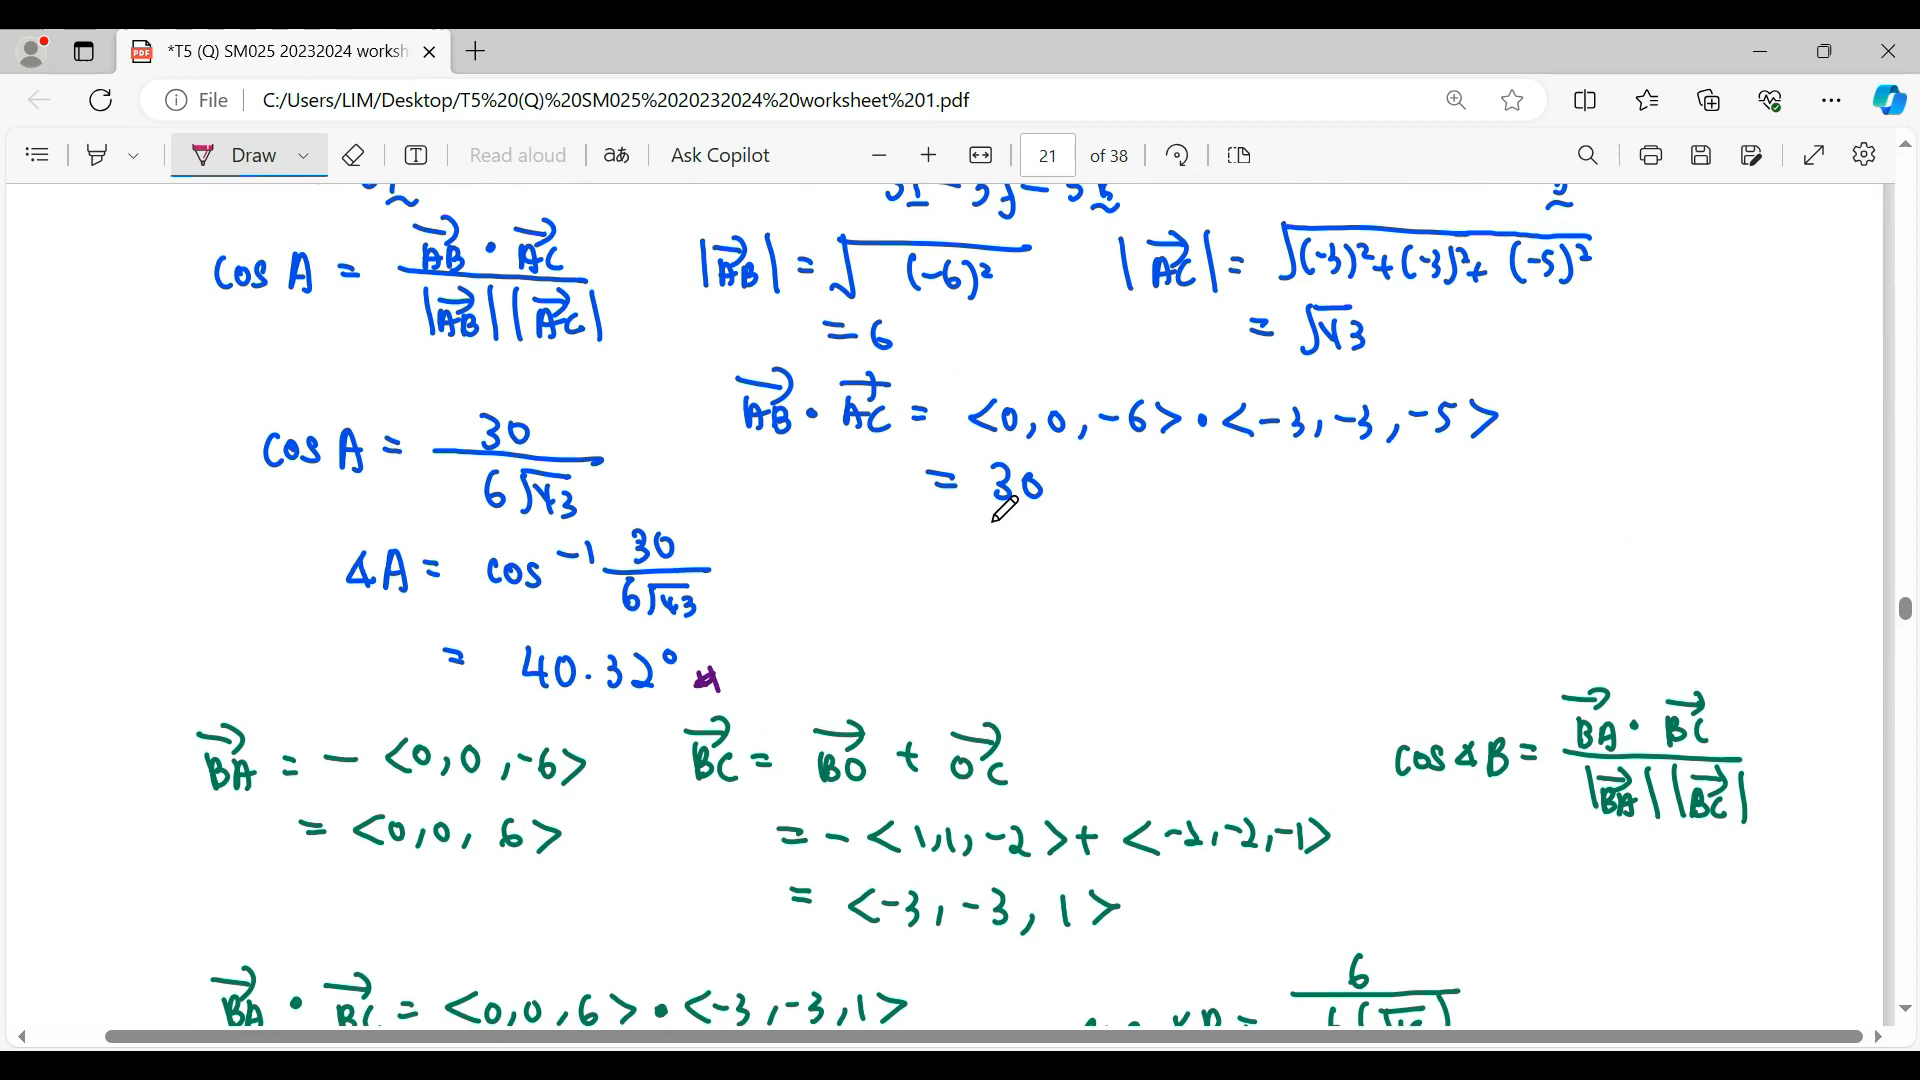 *T5 (Q) SM025 20232024 worksh
File C:/Users/LIM/Desktop/T5%20(Q)%20SM025%2020232024%20worksheet%201.pdf
Draw Read aloud aあ Ask Copilot 21 of 38
cos A = AB · AC / |AB| |AC| |AB| = √(-6)² |AC| = √(-3)²+(-3)²+(-5)²
= 6 = √43
AB · AC = <0, 0, -6> · <-3, -3, -5>
cos A = 30 / 6√43 = 30
∡A = cos⁻¹ 30 / 6√43
= 40.32°
BA = - <0, 0, -6> BC = BO + OC cos∡B = BA · BC / |BA| |BC|
= <0, 0, 6> = - <1, 1, -2> + <-2, -2, -1>
= <-3, -3, 1>
BA · BC = <0, 0, 6> · <-3, -3, 1> 6